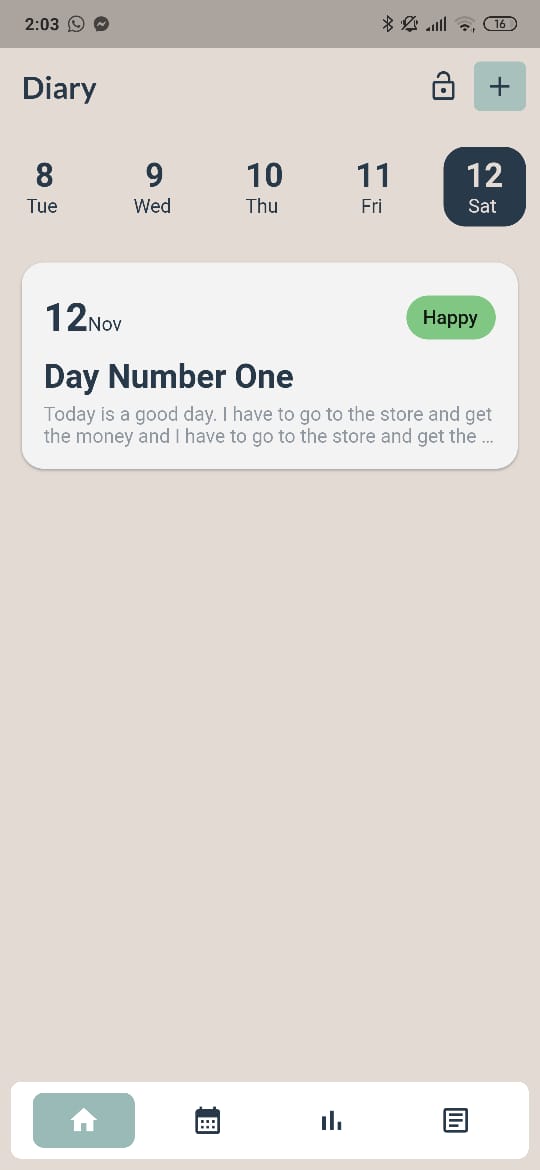 2:03 16
Diary
8 9 10 11 12
Tue Wed Thu Fri Sat
12 Nov Happy
Day Number One
Today is a good day. I have to go to the store and get
the money and I have to go to the store and get the ...